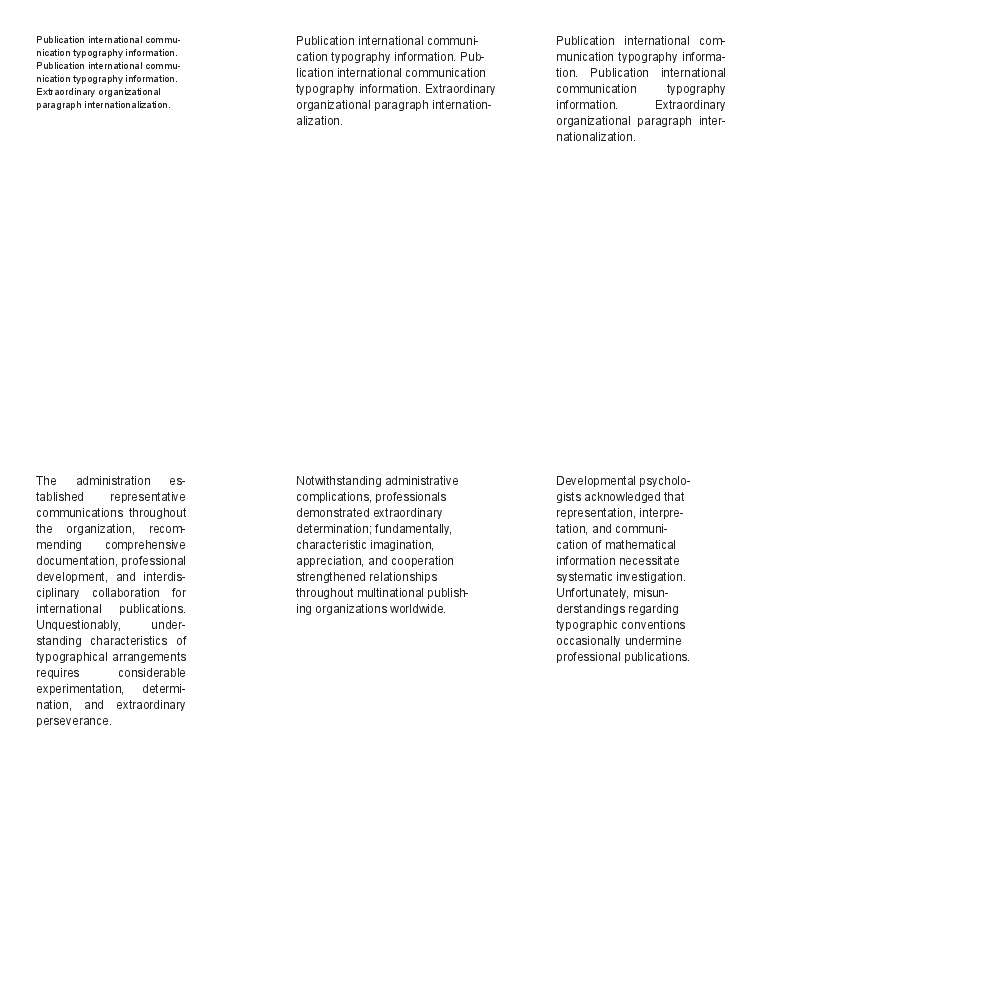 Publication international commu-
nication typography information.
Publication international commu-
nication typography information.
Extraordinary organizational
paragraph internationalization.
Publication international communi-
cation typography information. Pub-
lication international communication
typography information. Extraordinary
organizational paragraph internation-
alization.
Publication international com-
munication typography informa-
tion. Publication international
communication typography
information. Extraordinary
organizational paragraph inter-
nationalization.
The administration es-
tablished representative
communications throughout
the organization, recom-
mending comprehensive
documentation, professional
development, and interdis-
ciplinary collaboration for
international publications.
Unquestionably, under-
standing characteristics of
typographical arrangements
requires considerable
experimentation, determi-
nation, and extraordinary
perseverance.
Notwithstanding administrative
complications, professionals
demonstrated extraordinary
determination; fundamentally,
characteristic imagination,
appreciation, and cooperation
strengthened relationships
throughout multinational publish-
ing organizations worldwide.
Developmental psycholo-
gists acknowledged that
representation, interpre-
tation, and communi-
cation of mathematical
information necessitate
systematic investigation.
Unfortunately, misun-
derstandings regarding
typographic conventions
occasionally undermine
professional publications.